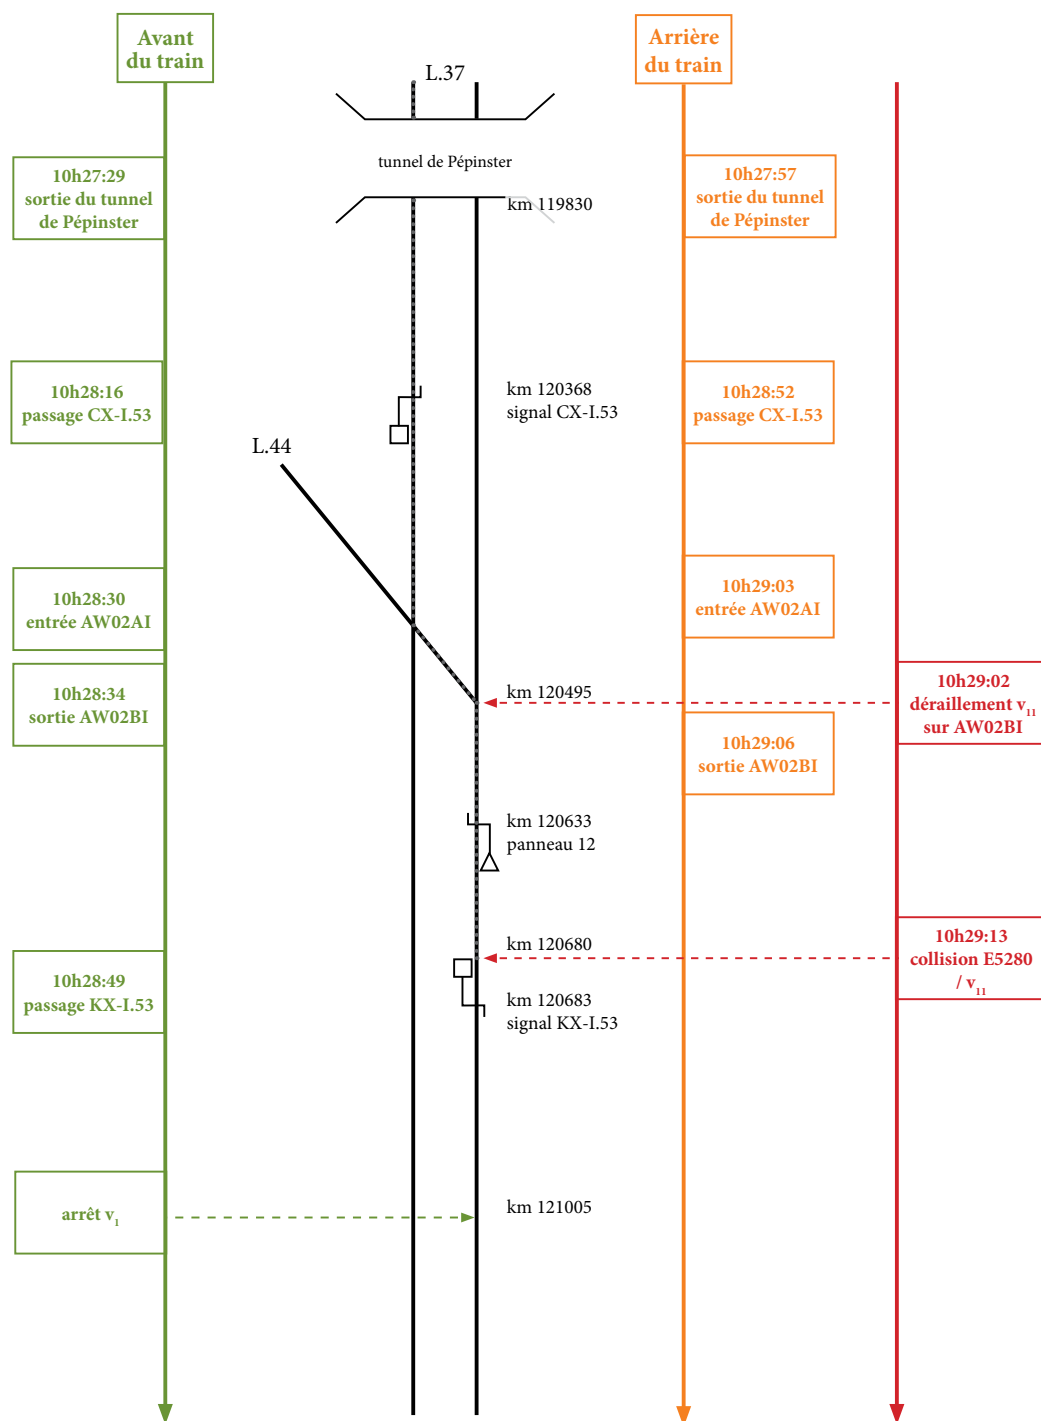 Avant
du train
L.37
Arrière
du train
tunnel de Pépinster
10h27:29
sortie du tunnel
de Pépinster
km 119830
10h27:57
sortie du tunnel
de Pépinster
10h28:16
passage CX-I.53
km 120368
signal CX-I.53
10h28:52
passage CX-I.53
L.44
10h28:30
entrée AW02AI
10h29:03
entrée AW02AI
10h28:34
sortie AW02BI
km 120495
10h29:02
déraillement v11
sur AW02BI
10h29:06
sortie AW02BI
km 120633
panneau 12
km 120680
10h29:13
collision E5280
/ v11
10h28:49
passage KX-I.53
km 120683
signal KX-I.53
arrêt v1
km 121005